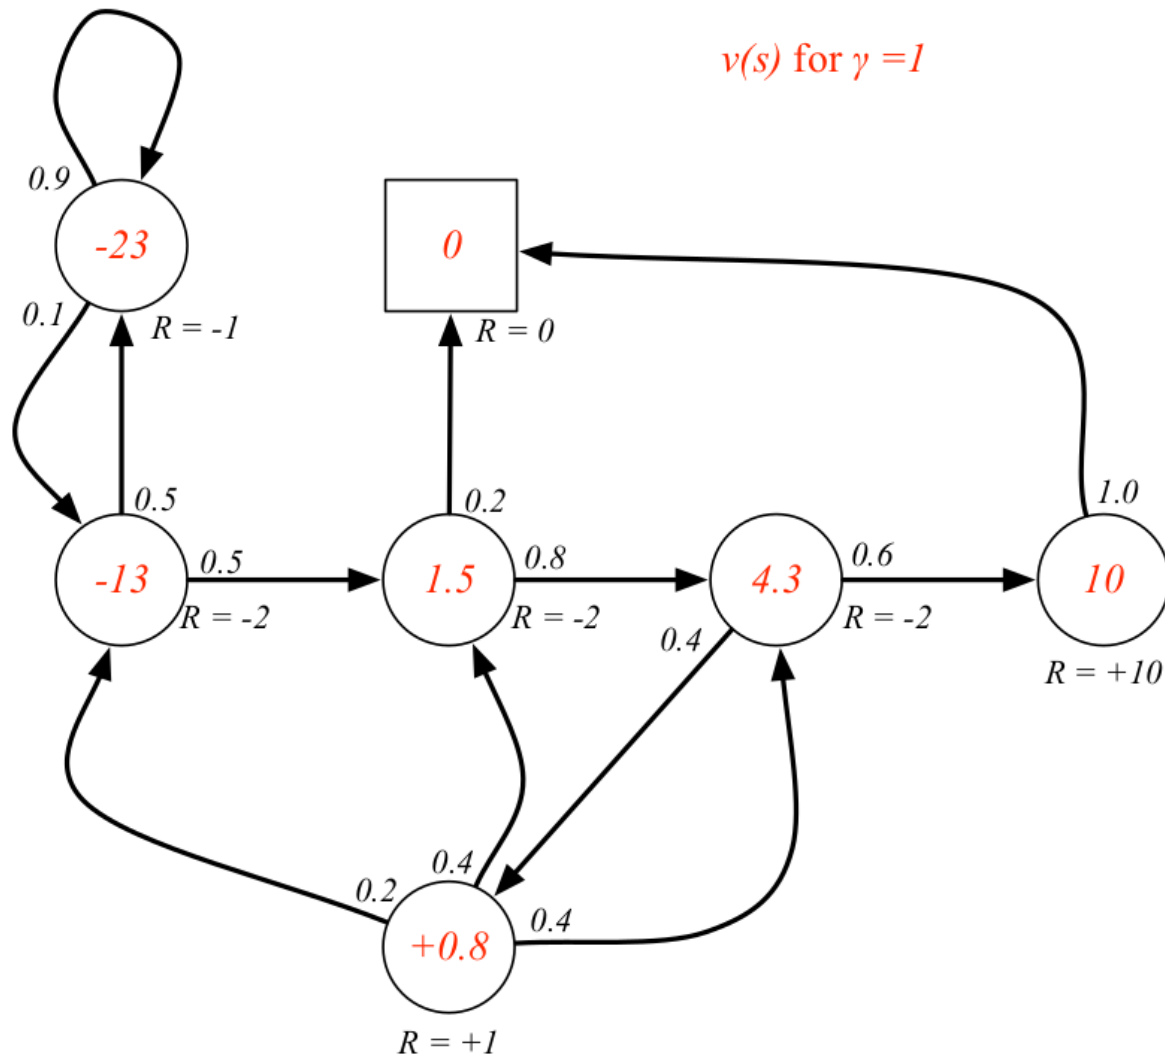 v(s) for γ =1
0.9
-23
0
0.1
R = -1
R = 0
0.5
0.2
1.0
-13
0.5
1.5
0.8
4.3
0.6
10
R = -2
R = -2
0.4
R = -2
R = +10
0.4
0.2
0.4
+0.8
R = +1